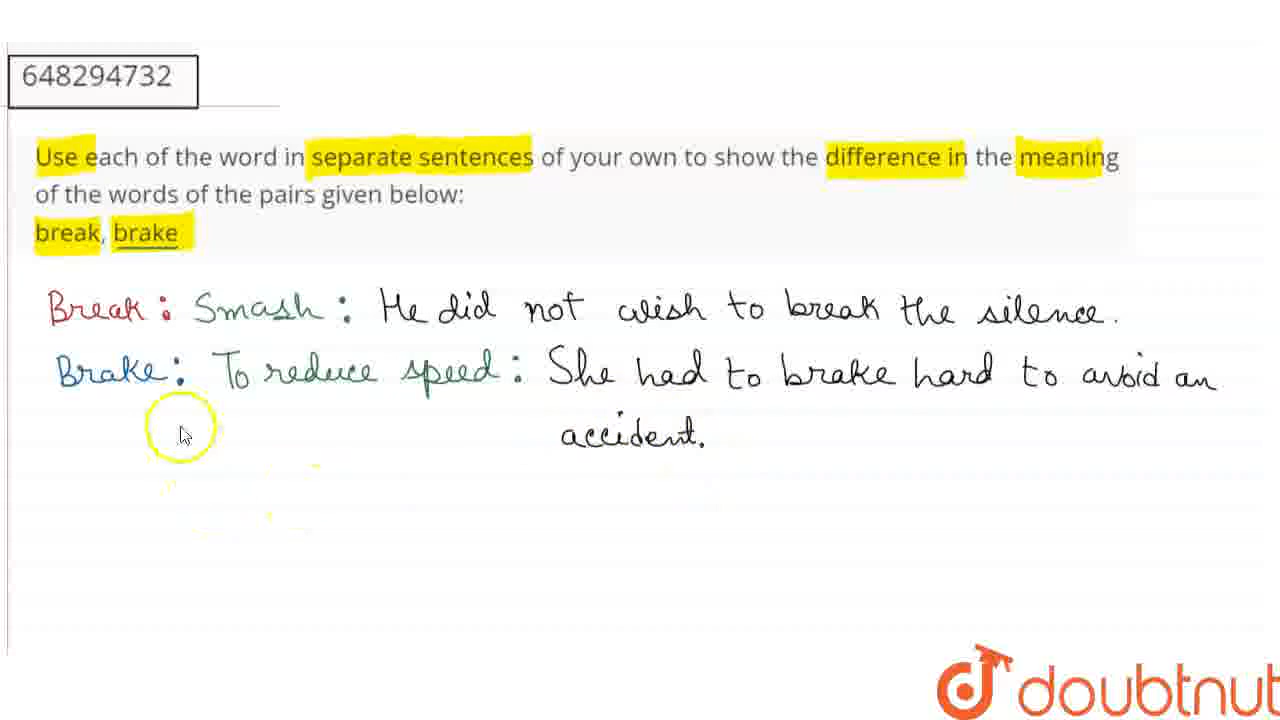 648294732
Use each of the word in separate sentences of your own to show the difference in the meaning
of the words of the pairs given below:
break, brake
Break: Smash: He did not wish to break the silence.
Brake: To reduce speed: She had to brake hard to avoid an
accident.
doubtnut